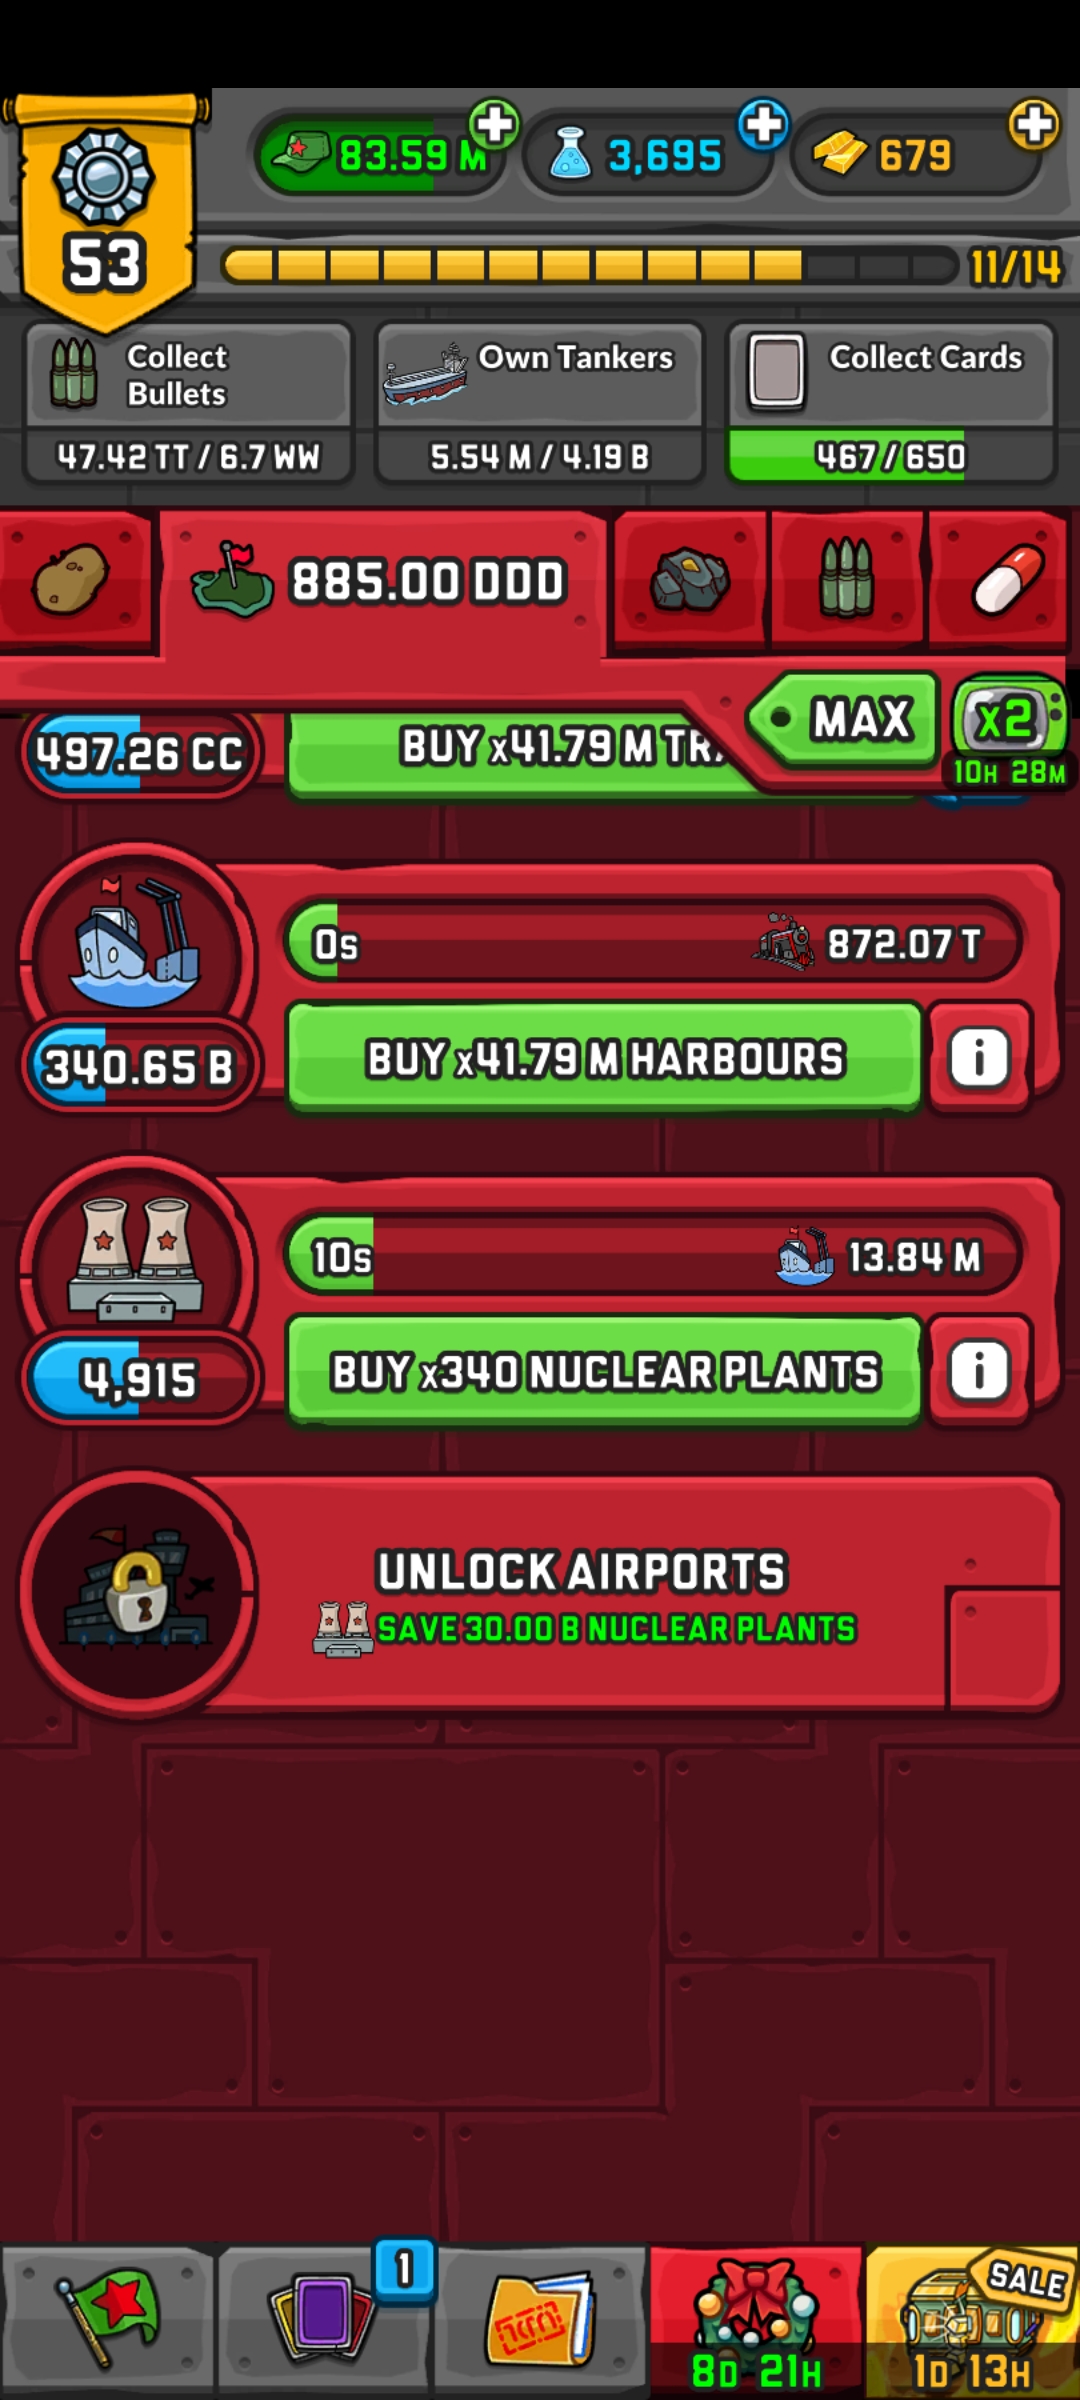 83.59 M
3,695
679
53
11/14
Collect
Bullets
Own Tankers
Collect Cards
47.42 TT / 6.7 WW
5.54 M / 4.19 B
467 / 650
885.00 DDD
MAX
x2
10H 28M
497.26 CC
BUY x41.79 M
0s
872.07 T
340.65 B
BUY x41.79 M HARBOURS
i
10s
13.84 M
4,915
BUY x340 NUCLEAR PLANTS
i
UNLOCK AIRPORTS
SAVE 30.00 B NUCLEAR PLANTS
1
SALE
8D 21H
1D 13H